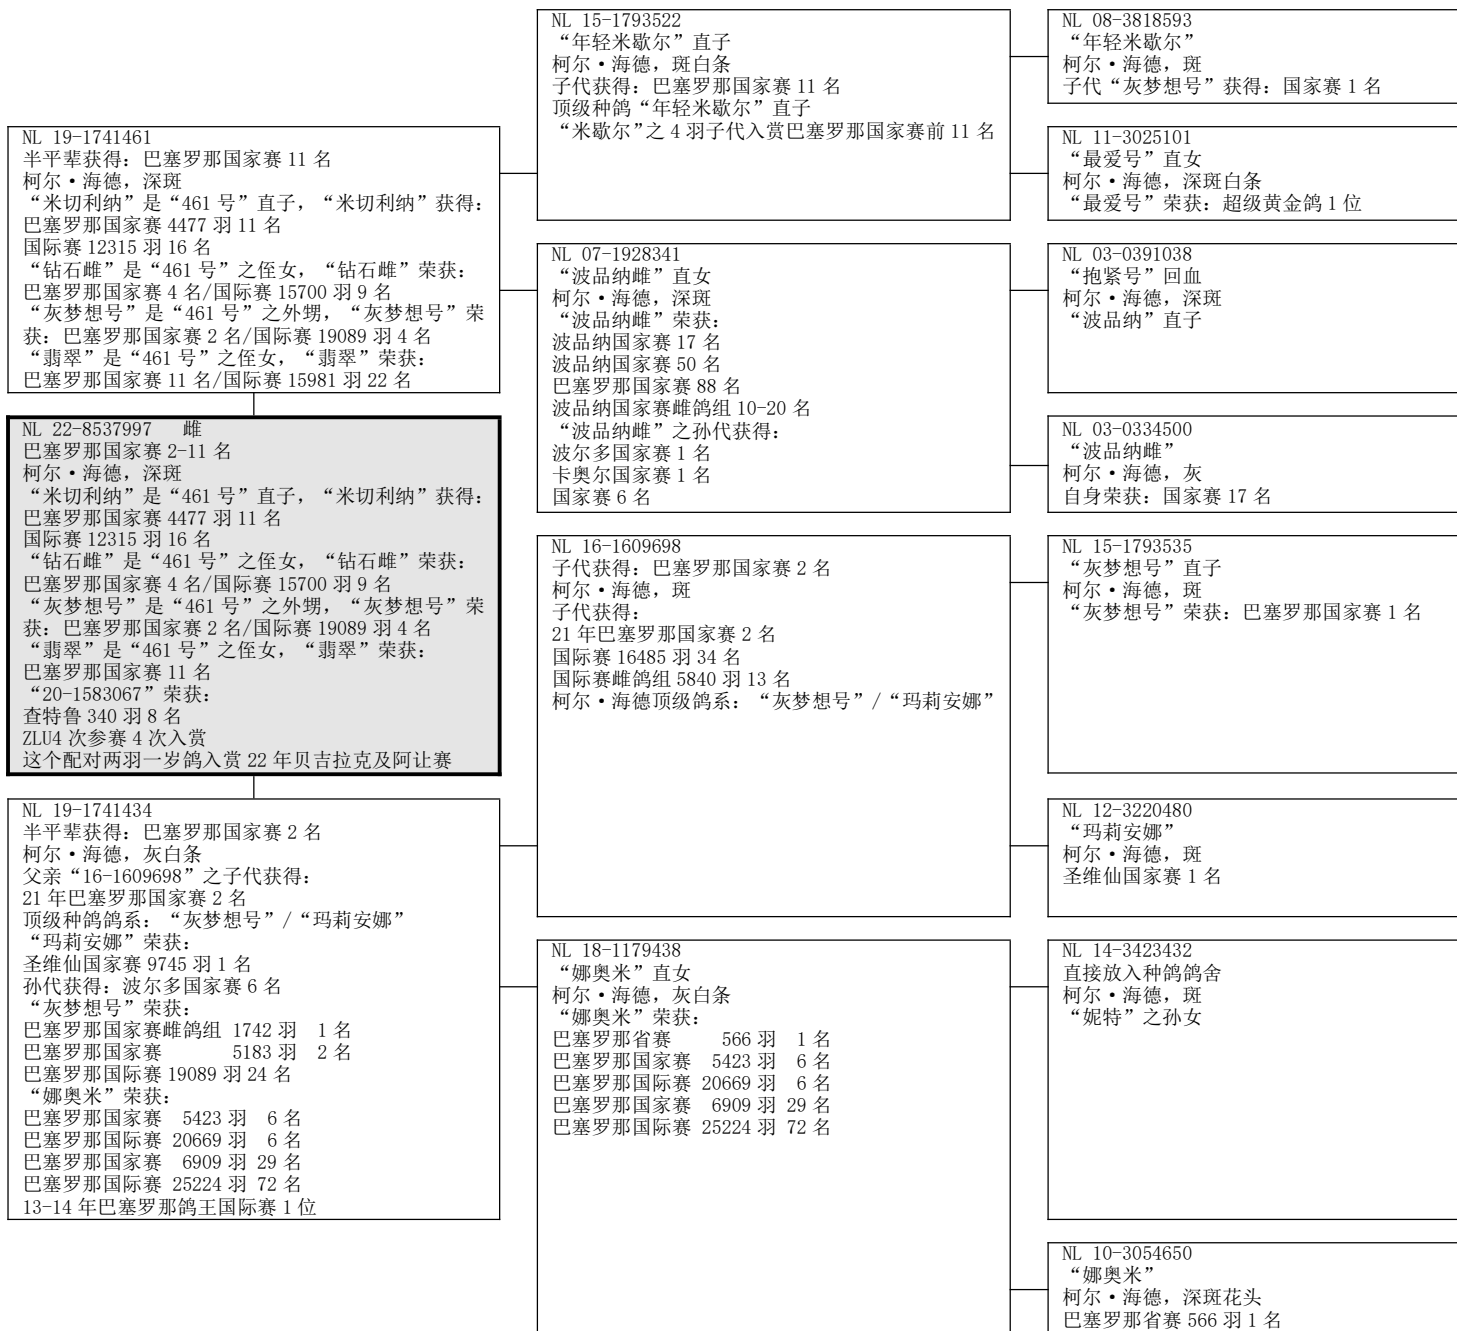 NL 19-1741461
半平辈获得：巴塞罗那国家赛 11 名
柯尔·海德，深斑
“米切利纳”是“461 号”直子，“米切利纳”获得：
巴塞罗那国家赛 4477 羽 11 名
国际赛 12315 羽 16 名
“钻石雌”是“461 号”之侄女，“钻石雌”荣获：
巴塞罗那国家赛 4 名/国际赛 15700 羽 9 名
“灰梦想号”是“461 号”之外甥，“灰梦想号”荣
获：巴塞罗那国家赛 2 名/国际赛 19089 羽 4 名
“翡翠”是“461 号”之侄女，“翡翠”荣获：
巴塞罗那国家赛 11 名/国际赛 15981 羽 22 名
NL 22-8537997 雌
巴塞罗那国家赛 2-11 名
柯尔·海德，深斑
“米切利纳”是“461 号”直子，“米切利纳”获得：
巴塞罗那国家赛 4477 羽 11 名
国际赛 12315 羽 16 名
“钻石雌”是“461 号”之侄女，“钻石雌”荣获：
巴塞罗那国家赛 4 名/国际赛 15700 羽 9 名
“灰梦想号”是“461 号”之外甥，“灰梦想号”荣
获：巴塞罗那国家赛 2 名/国际赛 19089 羽 4 名
“翡翠”是“461 号”之侄女，“翡翠”荣获：
巴塞罗那国家赛 11 名
“20-1583067”荣获：
查特鲁 340 羽 8 名
ZLU4 次参赛 4 次入赏
这个配对两羽一岁鸽入赏 22 年贝吉拉克及阿让赛
NL 19-1741434
半平辈获得：巴塞罗那国家赛 2 名
柯尔·海德，灰白条
父亲“16-1609698”之子代获得：
21 年巴塞罗那国家赛 2 名
顶级种鸽鸽系：“灰梦想号”/“玛莉安娜”
“玛莉安娜”荣获：
圣维仙国家赛 9745 羽 1 名
孙代获得：波尔多国家赛 6 名
“灰梦想号”荣获：
巴塞罗那国家赛雌鸽组 1742 羽 1 名
巴塞罗那国家赛 5183 羽 2 名
巴塞罗那国际赛 19089 羽 24 名
“娜奥米”荣获：
巴塞罗那国家赛 5423 羽 6 名
巴塞罗那国际赛 20669 羽 6 名
巴塞罗那国家赛 6909 羽 29 名
巴塞罗那国际赛 25224 羽 72 名
13-14 年巴塞罗那鸽王国际赛 1 位
NL 15-1793522
“年轻米歇尔”直子
柯尔·海德，斑白条
子代获得：巴塞罗那国家赛 11 名
顶级种鸽“年轻米歇尔”直子
“米歇尔”之 4 羽子代入赏巴塞罗那国家赛前 11 名
NL 07-1928341
“波品纳雌”直女
柯尔·海德，深斑
“波品纳雌”荣获：
波品纳国家赛 17 名
波品纳国家赛 50 名
巴塞罗那国家赛 88 名
波品纳国家赛雌鸽组 10-20 名
“波品纳雌”之孙代获得：
波尔多国家赛 1 名
卡奥尔国家赛 1 名
国家赛 6 名
NL 16-1609698
子代获得：巴塞罗那国家赛 2 名
柯尔·海德，斑
子代获得：
21 年巴塞罗那国家赛 2 名
国际赛 16485 羽 34 名
国际赛雌鸽组 5840 羽 13 名
柯尔·海德顶级鸽系：“灰梦想号”/“玛莉安娜”
NL 18-1179438
“娜奥米”直女
柯尔·海德，灰白条
“娜奥米”荣获：
巴塞罗那省赛 566 羽 1 名
巴塞罗那国家赛 5423 羽 6 名
巴塞罗那国际赛 20669 羽 6 名
巴塞罗那国家赛 6909 羽 29 名
巴塞罗那国际赛 25224 羽 72 名
NL 08-3818593
“年轻米歇尔”
柯尔·海德，斑
子代“灰梦想号”获得：国家赛 1 名
NL 11-3025101
“最爱号”直女
柯尔·海德，深斑白条
“最爱号”荣获：超级黄金鸽 1 位
NL 03-0391038
“抱紧号”回血
柯尔·海德，深斑
“波品纳”直子
NL 03-0334500
“波品纳雌”
柯尔·海德，灰
自身荣获：国家赛 17 名
NL 15-1793535
“灰梦想号”直子
柯尔·海德，斑
“灰梦想号”荣获：巴塞罗那国家赛 1 名
NL 12-3220480
“玛莉安娜”
柯尔·海德，斑
圣维仙国家赛 1 名
NL 14-3423432
直接放入种鸽鸽舍
柯尔·海德，斑
“妮特”之孙女
NL 10-3054650
“娜奥米”
柯尔·海德，深斑花头
巴塞罗那省赛 566 羽 1 名